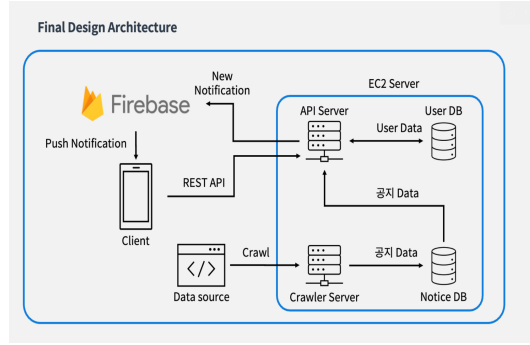 Final Design Architecture
New
Notification
EC2 Server
Firebase
API Server
User DB
User Data
Push Notification
REST API
공지 Data
Client
Crawl
공지 Data
</>
Data source
Crawler Server
Notice DB